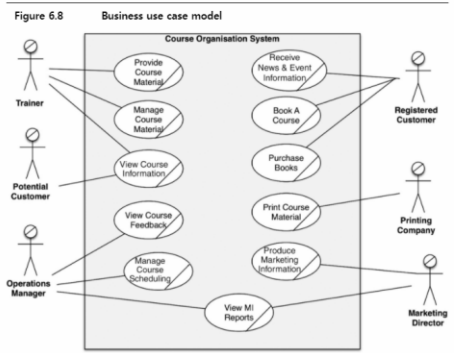 Figure 6.8 Business use case model
Course Organisation System
Trainer
Potential
Customer
Operations
Manager
Provide
Course
Material
Manage
Course
Material
View Course
Information
View Course
Feedback
Manage
Course
Scheduling
Receive
News & Event
Information
Book A
Course
Purchase
Books
Print Course
Material
Produce
Marketing
Information
View MI
Reports
Registered
Customer
Printing
Company
Marketing
Director